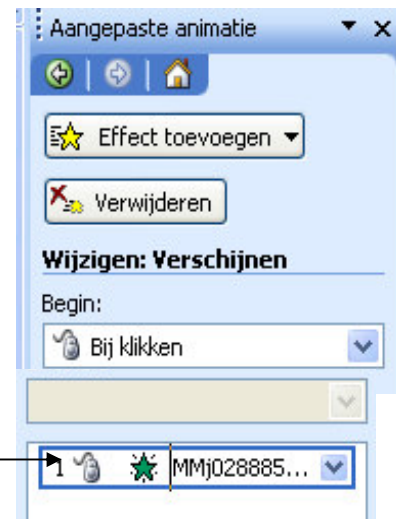 Aangepaste animatie
Effect toevoegen
Verwijderen
Wijzigen: Verschijnen
Begin:
Bij klikken
1 MMj028885...